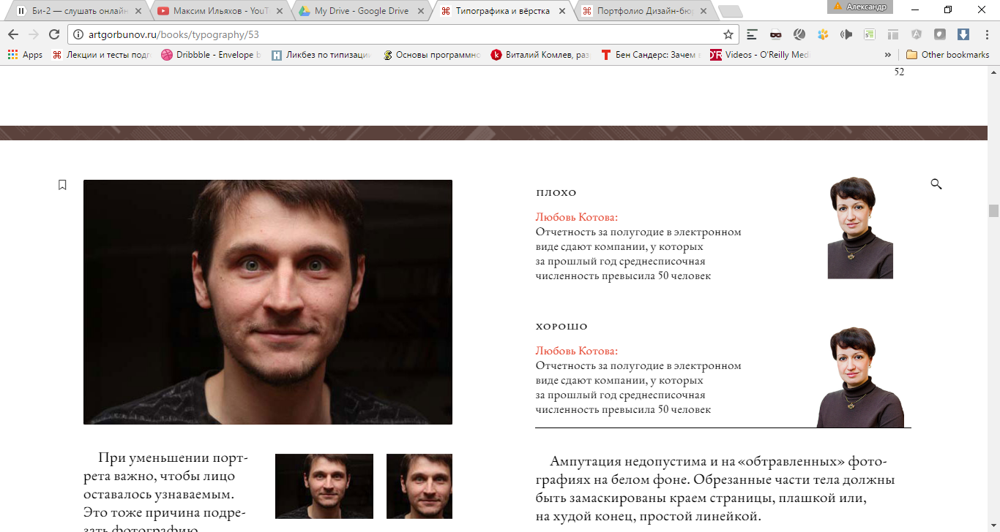 Би-2 — слушать онлайн
Максим Ильяхов - YouT
My Drive - Google Drive
Типографика и вёрстка
Портфолио Дизайн-бю
Александр
artgorbunov.ru/books/typography/53
Apps
Лекции и тесты подго
Dribbble - Envelope b
Ликбез по типизации
Основы программно
Виталий Комлев, раз
Бен Сандерс: Зачем
Videos - O'Reilly Medi
»
Other bookmarks
52
ПЛОХО
Любовь Котова:
Отчетность за полугодие в электронном
виде сдают компании, у которых
за прошлый год среднесписочная
численность превысила 50 человек
ХОРОШО
Любовь Котова:
Отчетность за полугодие в электронном
виде сдают компании, у которых
за прошлый год среднесписочная
численность превысила 50 человек
При уменьшении порт-
рета важно, чтобы лицо
оставалось узнаваемым.
Это тоже причина подре-
зать фотографию
Ампутация недопустима и на «обтравленных» фото-
графиях на белом фоне. Обрезанные части тела должны
быть замаскированы краем страницы, плашкой или,
на худой конец, простой линейкой.